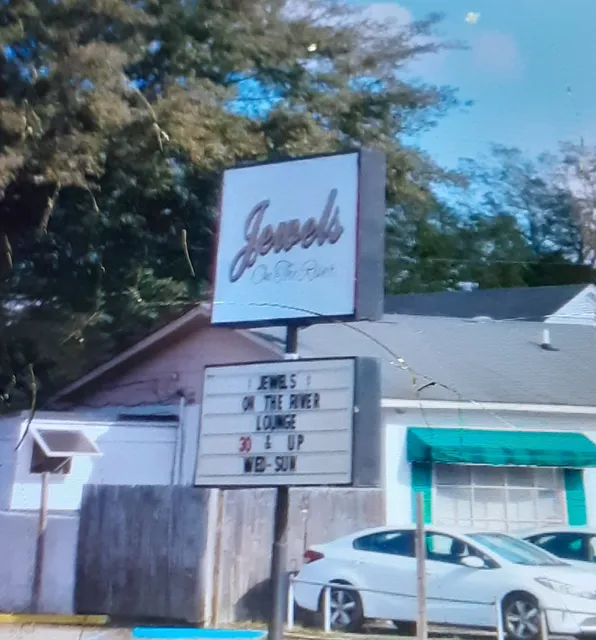 Jewels
On The River
! JEWELS !
ON THE RIVER
LOUNGE
30 & UP
WED-SUN